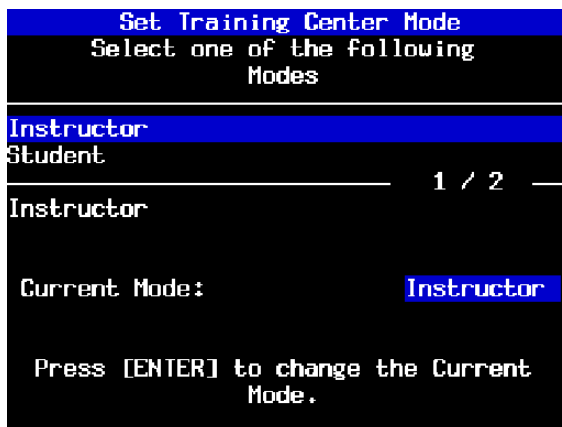 Set Training Center Mode
Select one of the following
Modes
Instructor
Student
1 / 2
Instructor
Current Mode: Instructor
Press [ENTER] to change the Current
Mode.